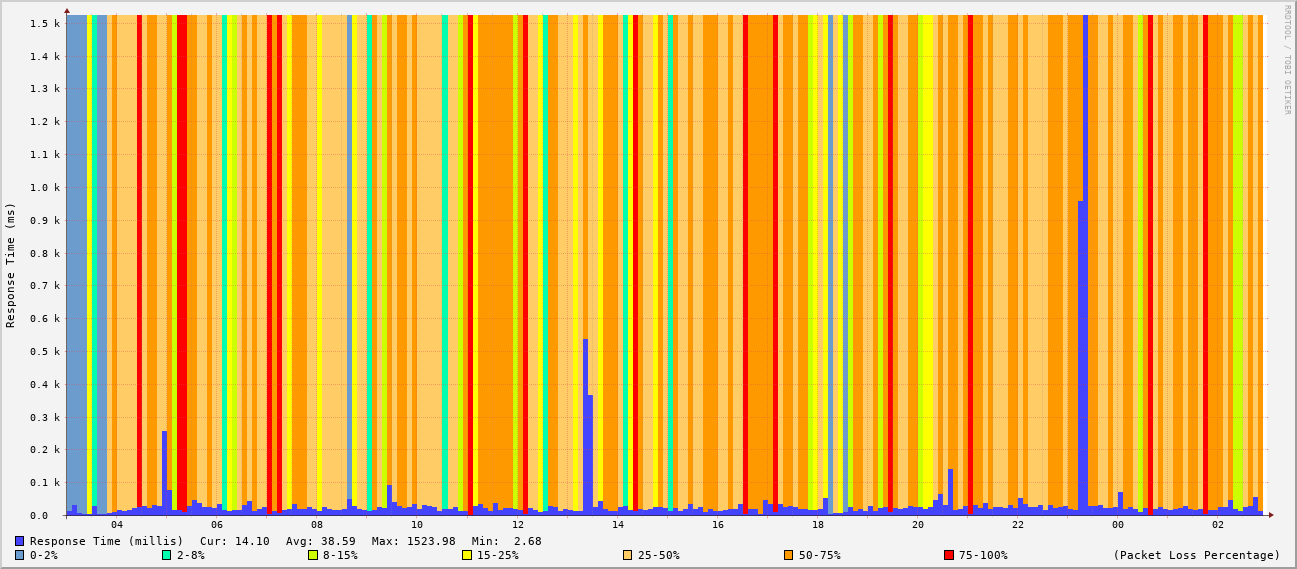 RRDTOOL / TOBI OETIKER
Response Time (ms)
1.5 k
1.4 k
1.3 k
1.2 k
1.1 k
1.0 k
0.9 k
0.8 k
0.7 k
0.6 k
0.5 k
0.4 k
0.3 k
0.2 k
0.1 k
0.0
04 06 08 10 12 14 16 18 20 22 00 02
Response Time (millis) Cur: 14.10 Avg: 38.59 Max: 1523.98 Min: 2.68
0-2% 2-8% 8-15% 15-25% 25-50% 50-75% 75-100% (Packet Loss Percentage)